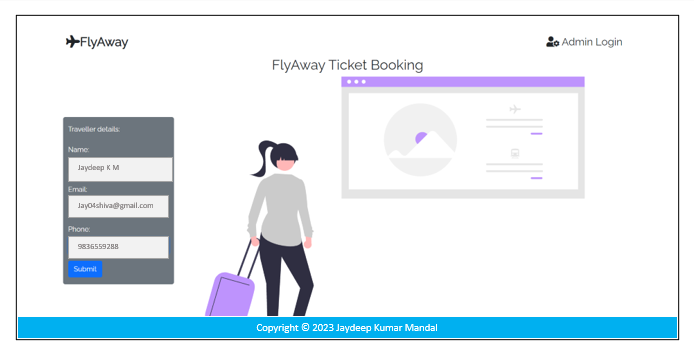 FlyAway
Admin Login
FlyAway Ticket Booking
Traveller details:
Name:
Jaydeep K M
Email:
Jay04shiva@gmail.com
Phone:
9836559288
Submit
Copyright © 2023 Jaydeep Kumar Mandal